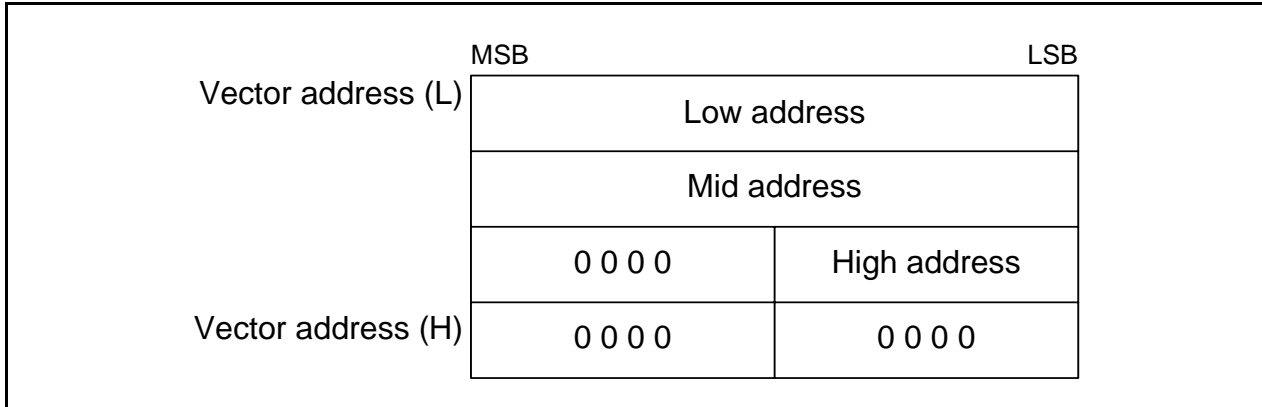 MSB LSB
Vector address (L) Low address
Mid address
0 0 0 0 High address
Vector address (H) 0 0 0 0 0 0 0 0